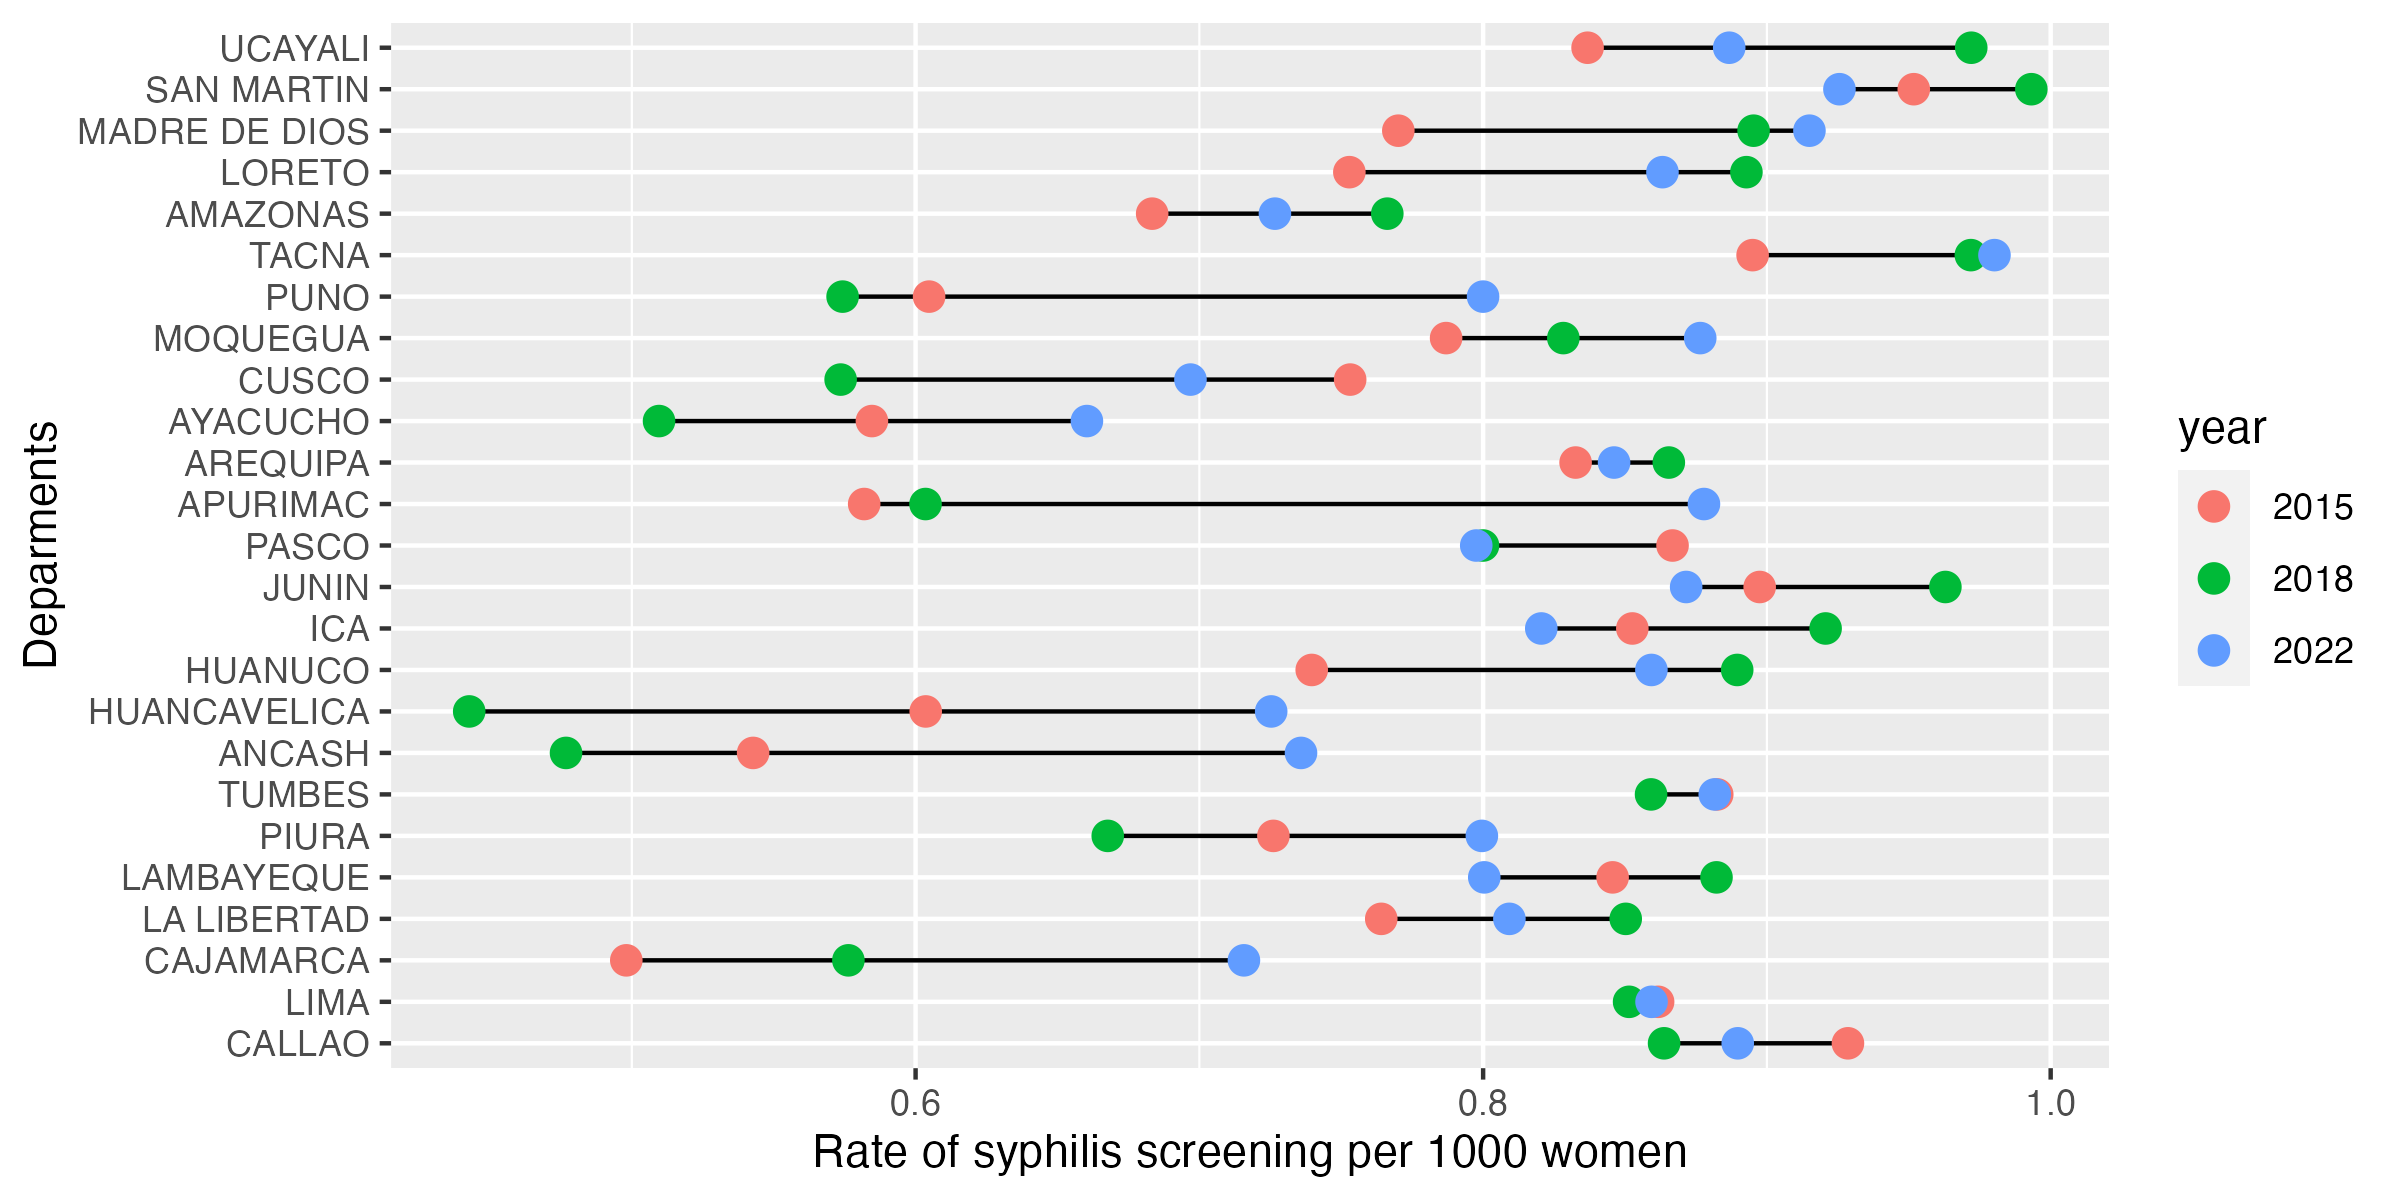 UCAYALI
SAN MARTIN
MADRE DE DIOS
LORETO
AMAZONAS
TACNA
PUNO
MOQUEGUA
CUSCO
AYACUCHO
AREQUIPA
APURIMAC
PASCO
JUNIN
ICA
HUANUCO
HUANCAVELICA
ANCASH
TUMBES
PIURA
LAMBAYEQUE
LA LIBERTAD
CAJAMARCA
LIMA
CALLAO
Deparments
0.6 0.8 1.0
Rate of syphilis screening per 1000 women
year
2015
2018
2022